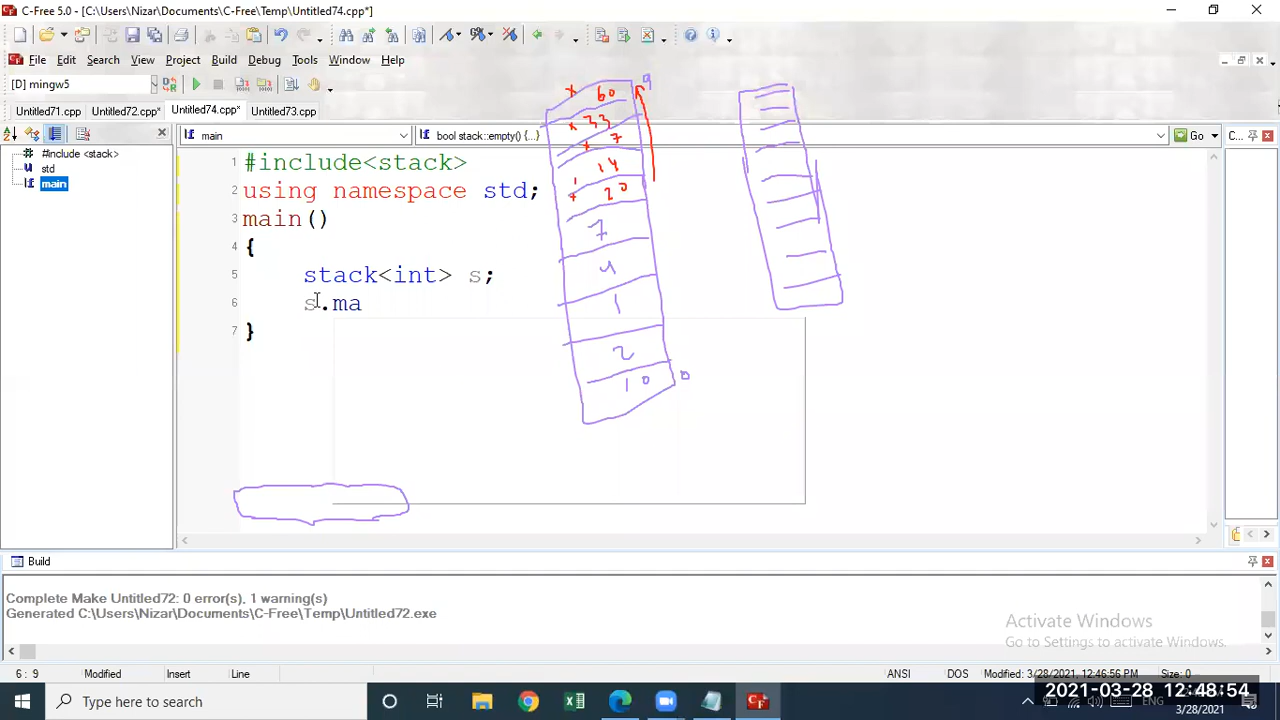 C-Free 5.0 - [C:\Users\Nizar\Documents\C-Free\Temp\Untitled74.cpp*]
File Edit Search View Project Build Debug Tools Window Help
[D] mingw5
Untitled71.cpp Untitled72.cpp* Untitled74.cpp* Untitled73.cpp
main
bool stack::empty() {...}
Go
C...
#include <stack>
std
main
1 #include<stack>
2 using namespace std;
3 main()
4 {
5 stack<int> s;
6 s.ma
7 }
9
x 60
x 33
x 7
14
x 20
7
4
1
2
10 0
Build
Complete Make Untitled72: 0 error(s), 1 warning(s)
Generated C:\Users\Nizar\Documents\C-Free\Temp\Untitled72.exe
Activate Windows
Go to Settings to activate Windows.
6 : 9 Modified Insert Line ANSI DOS Modified: 3/28/2021, 12:46:56 PM Size: 0
Type here to search
ENG
2021-03-28 12:48:54
3/28/2021